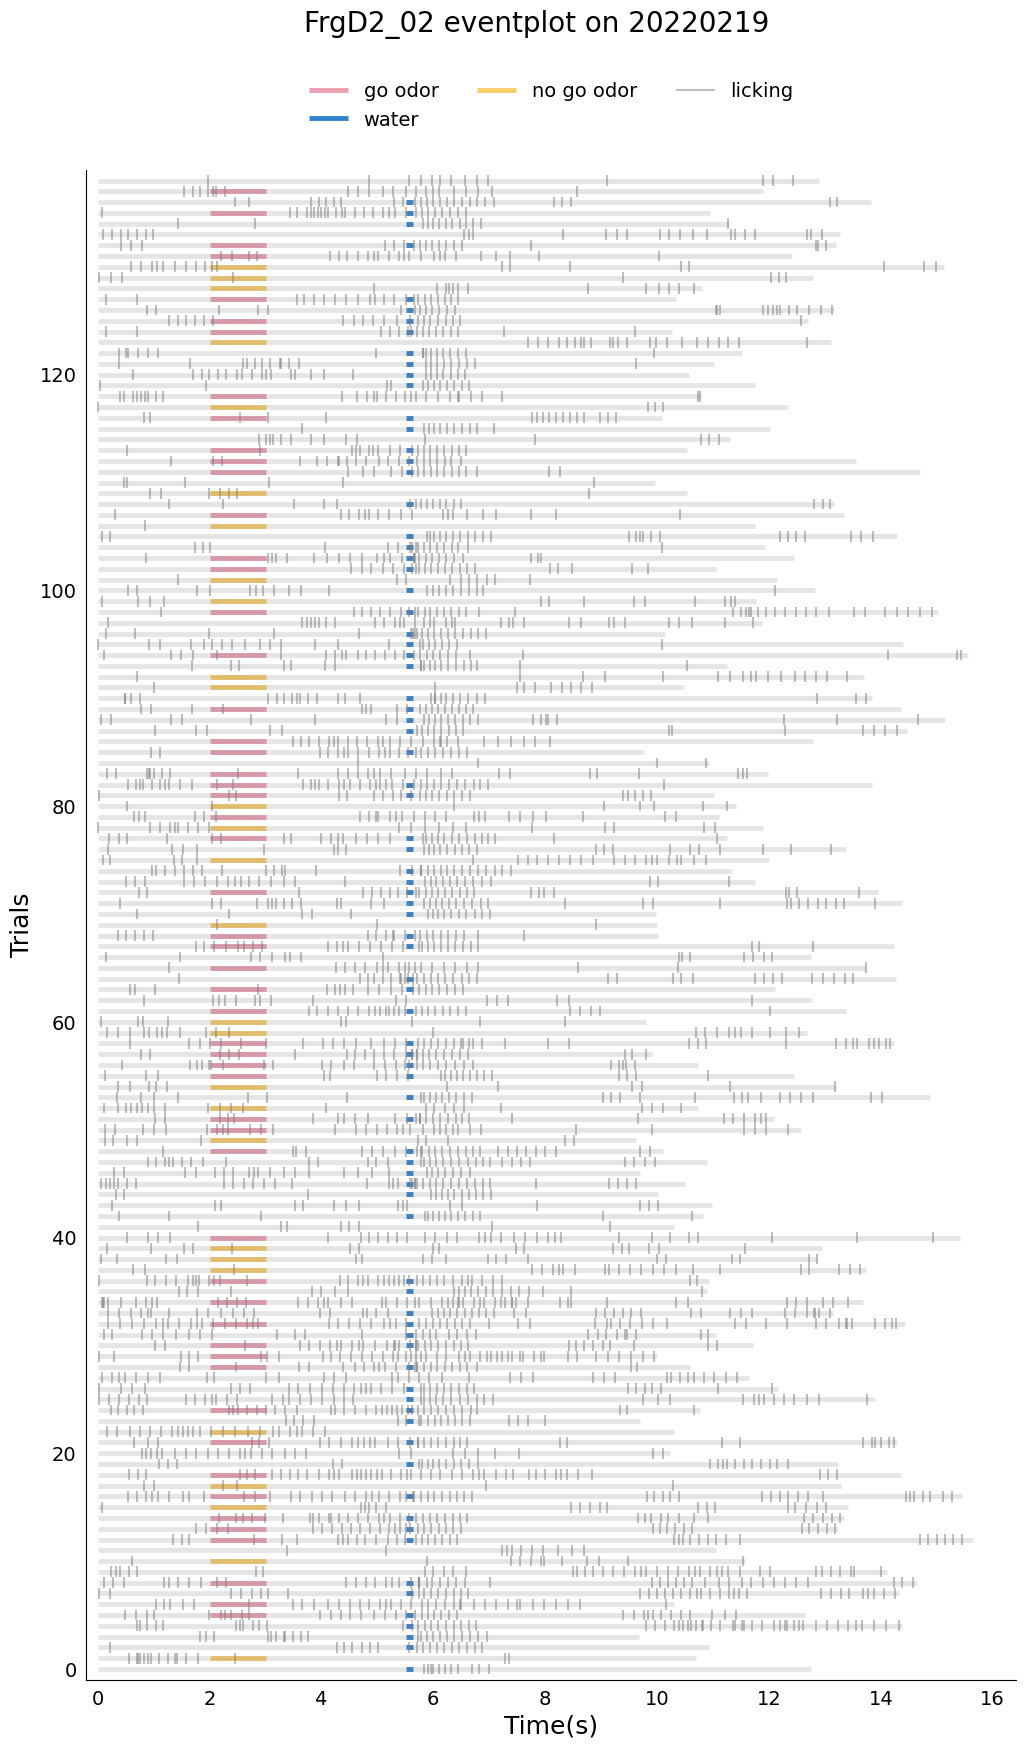 FrgD2_02 eventplot on 20220219
go odor
no go odor
licking
water
Trials
120
100
80
60
40
20
0
0 2 4 6 8 10 12 14 16
Time(s)